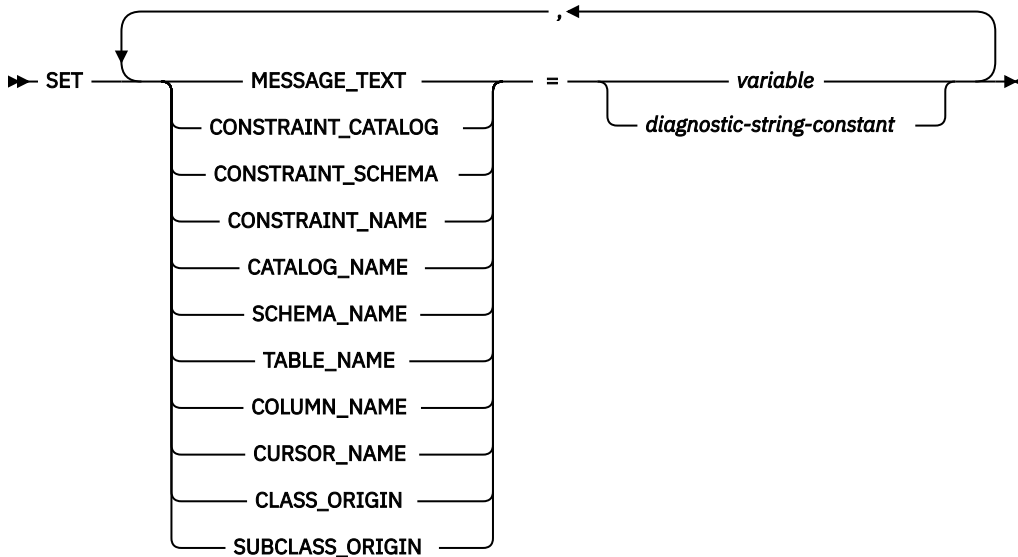 ,
SET MESSAGE_TEXT = variable
CONSTRAINT_CATALOG diagnostic-string-constant
CONSTRAINT_SCHEMA
CONSTRAINT_NAME
CATALOG_NAME
SCHEMA_NAME
TABLE_NAME
COLUMN_NAME
CURSOR_NAME
CLASS_ORIGIN
SUBCLASS_ORIGIN